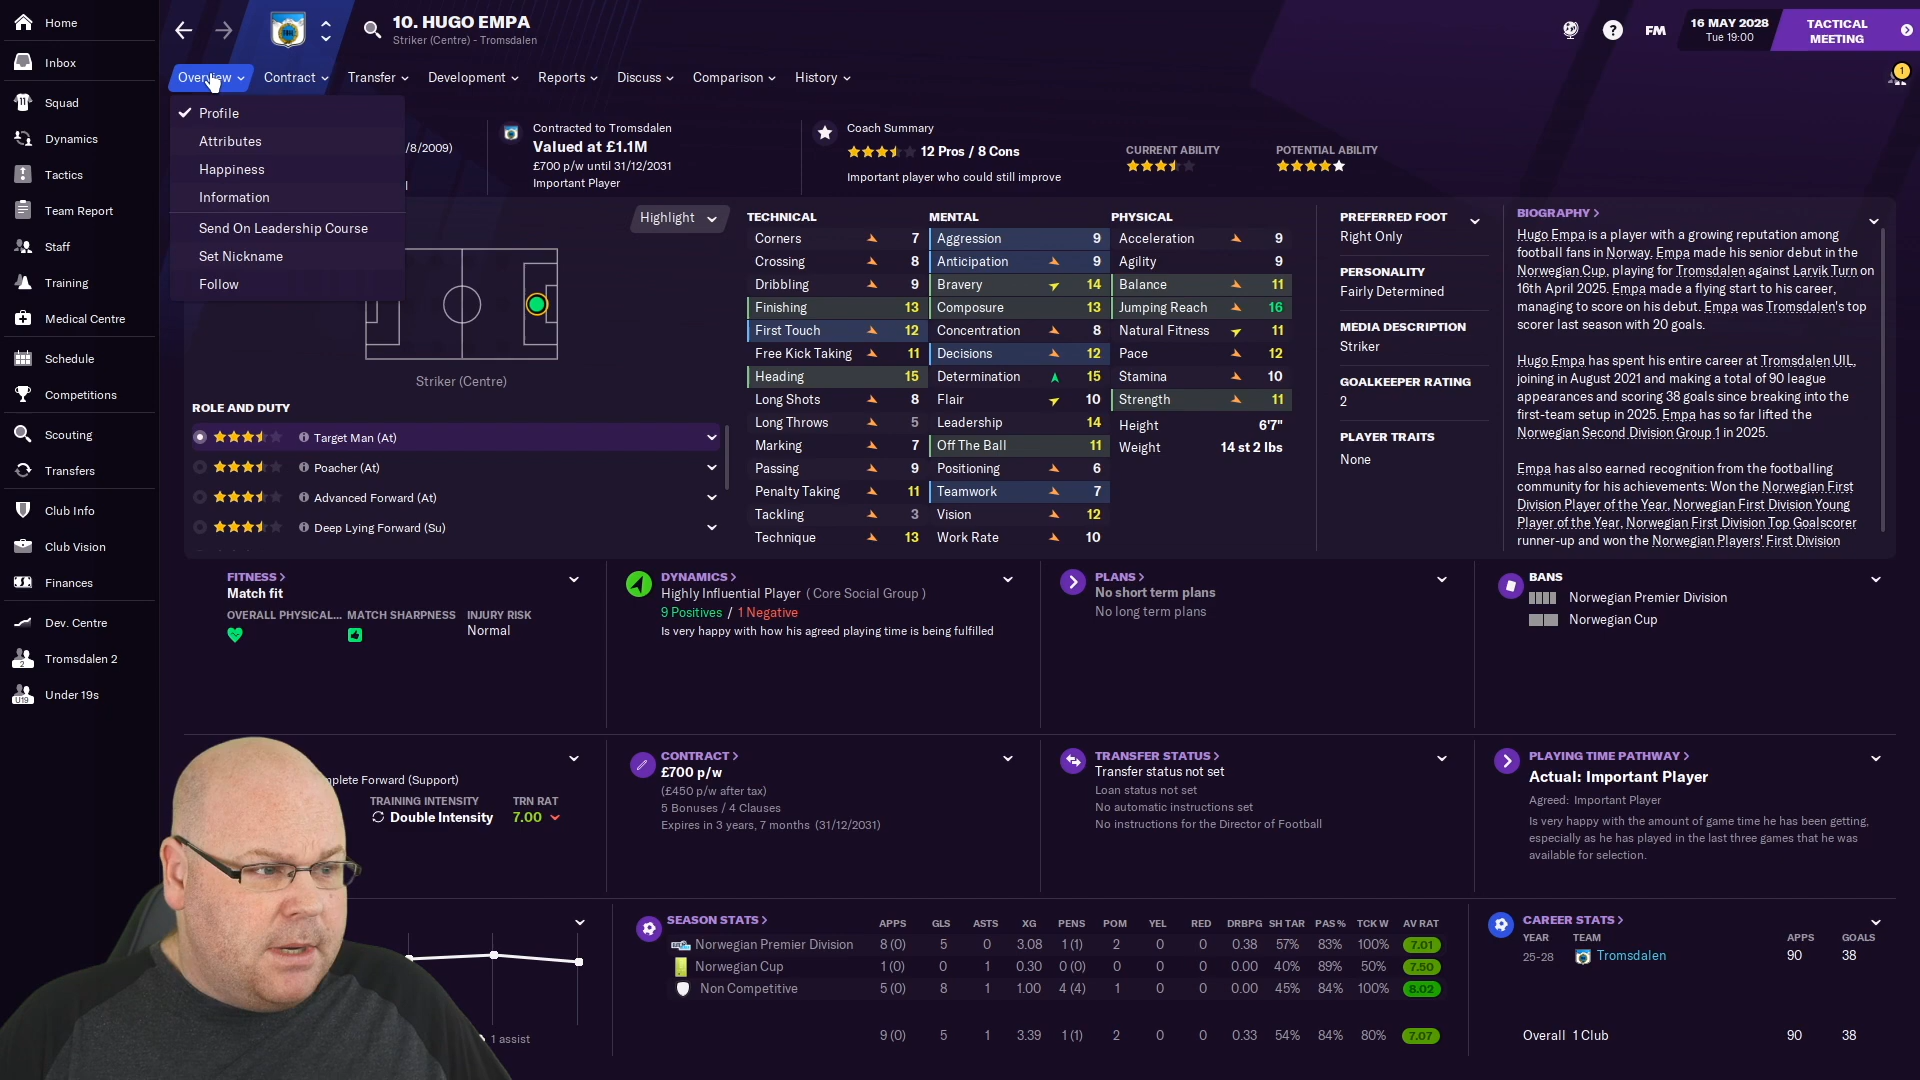 Home
Inbox
Squad
Dynamics
Tactics
Team Report
Staff
Training
Medical Centre
Schedule
Competitions
Scouting
Transfers
Club Info
Club Vision
Finances
Dev. Centre
Tromsdalen 2
Under 19s
10. HUGO EMPA
Striker (Centre) - Tromsdalen
FM
16 MAY 2028
Tue 19:00
TACTICAL MEETING
1
Overview Contract Transfer Development Reports Discuss Comparison History
Profile
Attributes
Happiness
Information
Send On Leadership Course
Set Nickname
Follow
/8/2009)
Contracted to Tromsdalen
Valued at £1.1M
£700 p/w until 31/12/2031
Important Player
Coach Summary
12 Pros / 8 Cons
Important player who could still improve
CURRENT ABILITY
POTENTIAL ABILITY
Highlight
Striker (Centre)
ROLE AND DUTY
Target Man (At)
Poacher (At)
Advanced Forward (At)
Deep Lying Forward (Su)
TECHNICAL
Corners 7
Crossing 8
Dribbling 9
Finishing 13
First Touch 12
Free Kick Taking 11
Heading 15
Long Shots 8
Long Throws 5
Marking 7
Passing 9
Penalty Taking 11
Tackling 3
Technique 13
MENTAL
Aggression 9
Anticipation 9
Bravery 14
Composure 13
Concentration 8
Decisions 12
Determination 15
Flair 10
Leadership 14
Off The Ball 11
Positioning 6
Teamwork 7
Vision 12
Work Rate 10
PHYSICAL
Acceleration 9
Agility 9
Balance 11
Jumping Reach 16
Natural Fitness 11
Pace 12
Stamina 10
Strength 11
Height 6'7"
Weight 14 st 2 lbs
PREFERRED FOOT
Right Only
PERSONALITY
Fairly Determined
MEDIA DESCRIPTION
Striker
GOALKEEPER RATING
2
PLAYER TRAITS
None
BIOGRAPHY >
Hugo Empa is a player with a growing reputation among
football fans in Norway. Empa made his senior debut in the
Norwegian Cup, playing for Tromsdalen against Larvik Turn on
16th April 2025. Empa made a flying start to his career,
managing to score on his debut. Empa was Tromsdalen's top
scorer last season with 20 goals.
Hugo Empa has spent his entire career at Tromsdalen UIL,
joining in August 2021 and making a total of 90 league
appearances and scoring 38 goals since breaking into the
first-team setup in 2025. Empa has so far lifted the
Norwegian Second Division Group 1 in 2025.
Empa has also earned recognition from the footballing
community for his achievements: Won the Norwegian First
Division Player of the Year, Norwegian First Division Young
Player of the Year, Norwegian First Division Top Goalscorer
runner-up and won the Norwegian Players' First Division
FITNESS >
Match fit
OVERALL PHYSICAL... MATCH SHARPNESS INJURY RISK
Normal
DYNAMICS >
Highly Influential Player ( Core Social Group )
9 Positives / 1 Negative
Is very happy with how his agreed playing time is being fulfilled
PLANS >
No short term plans
No long term plans
BANS
Norwegian Premier Division
Norwegian Cup
mplete Forward (Support)
TRAINING INTENSITY TRN RAT
Double Intensity 7.00
CONTRACT >
£700 p/w
(£450 p/w after tax)
5 Bonuses / 4 Clauses
Expires in 3 years, 7 months (31/12/2031)
TRANSFER STATUS >
Transfer status not set
Loan status not set
No automatic instructions set
No instructions for the Director of Football
PLAYING TIME PATHWAY >
Actual: Important Player
Agreed: Important Player
Is very happy with the amount of game time he has been getting,
especially as he has played in the last three games that he was
available for selection.
1 assist
SEASON STATS > APPS GLS ASTS XG PENS POM YEL RED DRBPG SH TAR PAS % TCK W AV RAT
Norwegian Premier Division 8 (0) 5 0 3.08 1 (1) 2 0 0 0.38 57% 83% 100% 7.01
Norwegian Cup 1 (0) 0 1 0.30 0 (0) 0 0 0 0.00 40% 89% 50% 7.50
Non Competitive 5 (0) 8 1 1.00 4 (4) 1 0 0 0.00 45% 84% 100% 8.02
9 (0) 5 1 3.39 1 (1) 2 0 0 0.33 54% 84% 80% 7.07
CAREER STATS >
YEAR TEAM APPS GOALS
25-28 Tromsdalen 90 38
Overall 1 Club 90 38